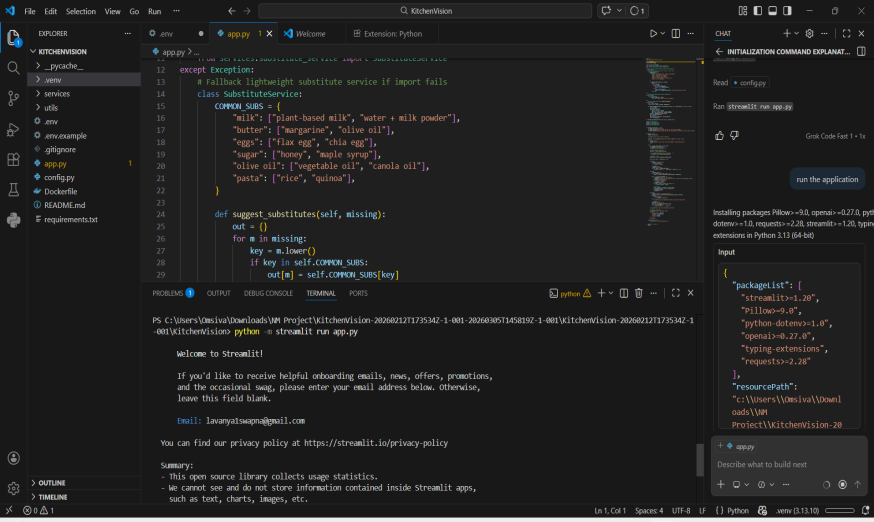 File Edit Selection View Go Run ···
KitchenVision
1
EXPLORER ···
KITCHENVISION
__pycache__
.venv
services
utils
.env
.env.example
.gitignore
app.py 1
config.py
Dockerfile
README.md
requirements.txt
OUTLINE
TIMELINE
.env
app.py 1
Welcome
Extension: Python
app.py > ...
11 from services.substitute_service import SubstituteService
12 except Exception:
13 # Fallback lightweight substitute service if import fails
14 class SubstituteService:
15 COMMON_SUBS = {
16 "milk": ["plant-based milk", "water + milk powder"],
17 "butter": ["margarine", "olive oil"],
18 "eggs": ["flax egg", "chia egg"],
19 "sugar": ["honey", "maple syrup"],
20 "olive oil": ["vegetable oil", "canola oil"],
21 "pasta": ["rice", "quinoa"],
22 }
23
24 def suggest_substitutes(self, missing):
25 out = {}
26 for m in missing:
27 key = m.lower()
28 if key in self.COMMON_SUBS:
29 out[m] = self.COMMON_SUBS[key]
PROBLEMS 1 OUTPUT DEBUG CONSOLE TERMINAL PORTS
python
PS C:\Users\Omsiva\Downloads\NM Project\KitchenVision-20260212T173534Z-1-001-20260305T145819Z-1-001\KitchenVision-20260212T173534Z-1
-001\KitchenVision> python -m streamlit run app.py
Welcome to Streamlit!
If you'd like to receive helpful onboarding emails, news, offers, promotions,
and the occasional swag, please enter your email address below. Otherwise,
leave this field blank.
Email: lavanya1swapna@gmail.com
You can find our privacy policy at https://streamlit.io/privacy-policy
Summary:
- This open source library collects usage statistics.
- We cannot see and do not store information contained inside Streamlit apps,
such as text, charts, images, etc.
CHAT
INITIALIZATION COMMAND EXPLANAT...
Read config.py
Ran streamlit run app.py
Grok Code Fast 1 • 1x
run the application
Installing packages Pillow>=9.0, openai>=0.27.0, pyth
dotenv>=1.0, requests>=2.28, streamlit>=1.20, typing
extensions in Python 3.13 (64-bit)
Input
{
"packageList": [
"streamlit>=1.20",
"Pillow>=9.0",
"python-dotenv>=1.0",
"openai>=0.27.0",
"typing-extensions",
"requests>=2.28"
],
"resourcePath":
"c:\\Users\\Omsiva\\Downl
oads\\NM
Project\\KitchenVision-20
app.py
Describe what to build next
0 1
Ln 1, Col 1 Spaces: 4 UTF-8 LF {} Python .venv (3.13.10)